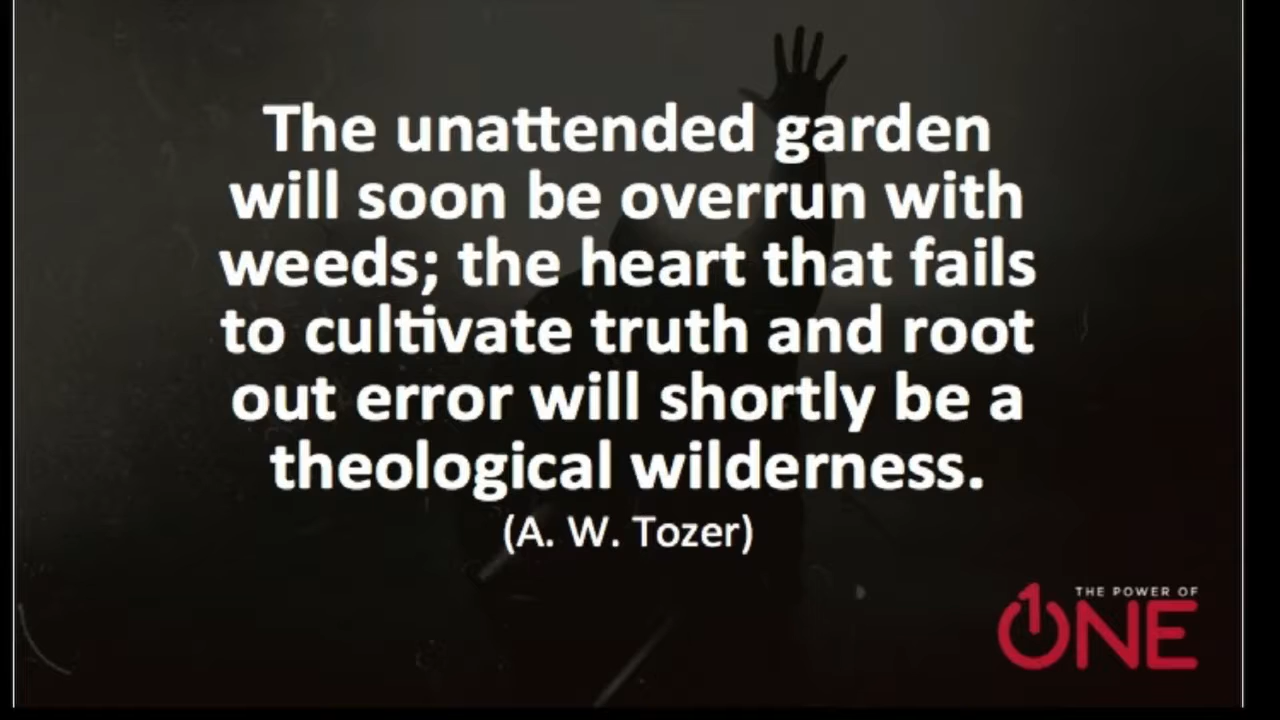 The unattended garden
will soon be overrun with
weeds; the heart that fails
to cultivate truth and root
out error will shortly be a
theological wilderness.
(A. W. Tozer)
THE POWER OF
ONE